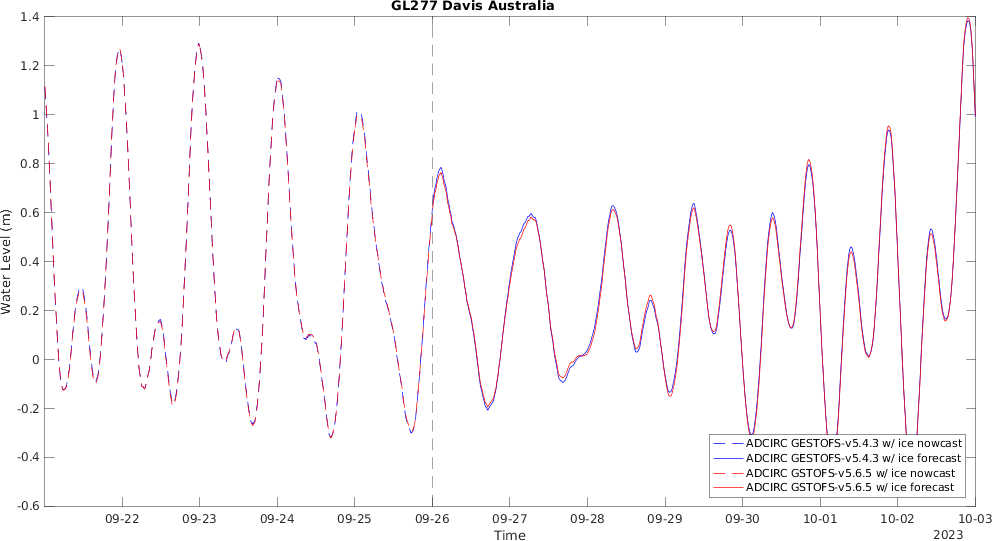 GL277 Davis Australia
1.4
1.2
1
0.8
0.6
0.4
0.2
0
-0.2
-0.4
-0.6
Water Level (m)
ADCIRC GESTOFS-v5.4.3 w/ ice nowcast
ADCIRC GESTOFS-v5.4.3 w/ ice forecast
ADCIRC GSTOFS-v5.6.5 w/ ice nowcast
ADCIRC GSTOFS-v5.6.5 w/ ice forecast
09-22 09-23 09-24 09-25 09-26 09-27 09-28 09-29 09-30 10-01 10-02 10-03
Time
2023